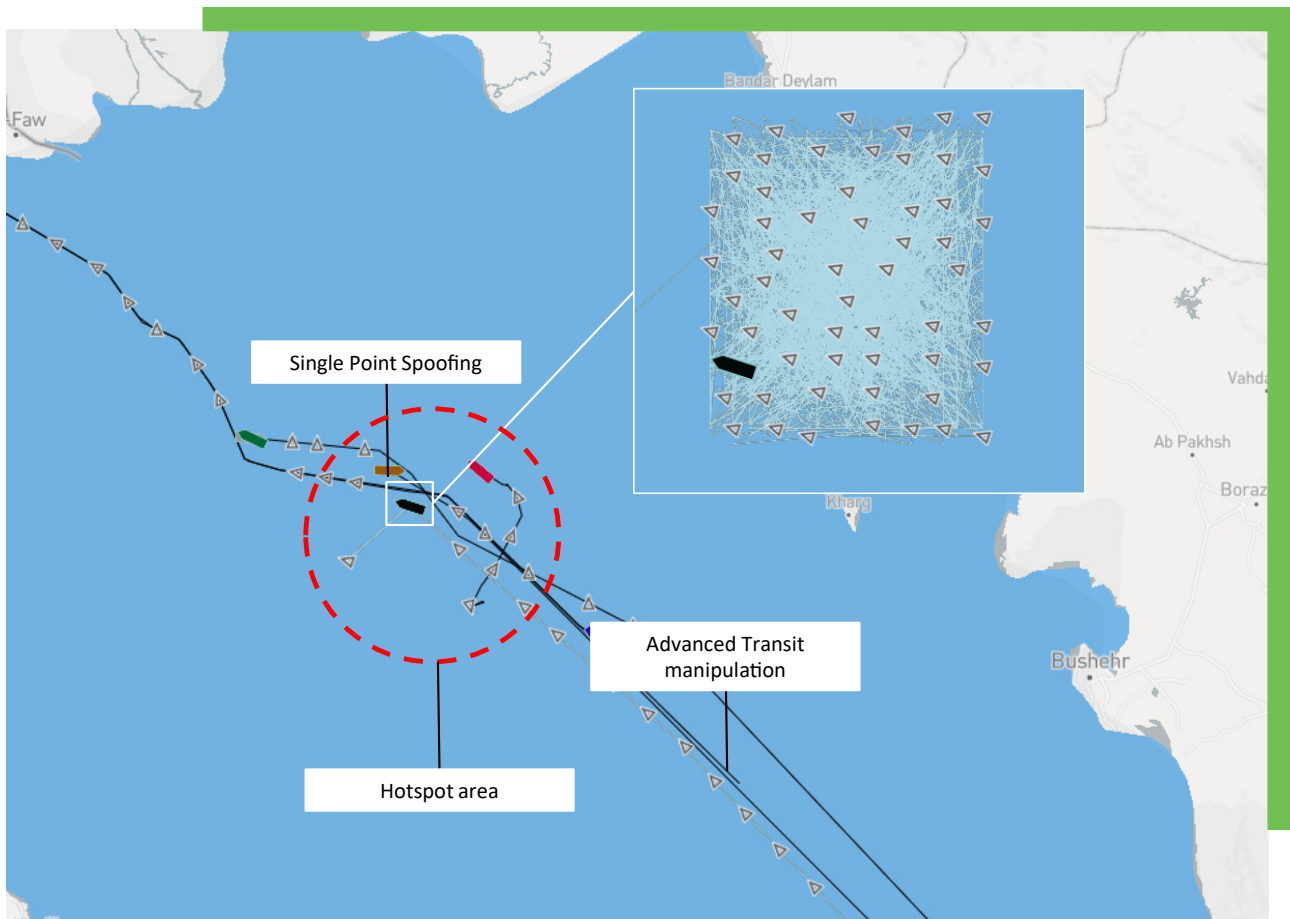 Bandar Deylam
Faw
Single Point Spoofing
Vahda
Ab Pakhsh
Boraz
Kharg
Advanced Transit
manipulation
Bushehr
Hotspot area